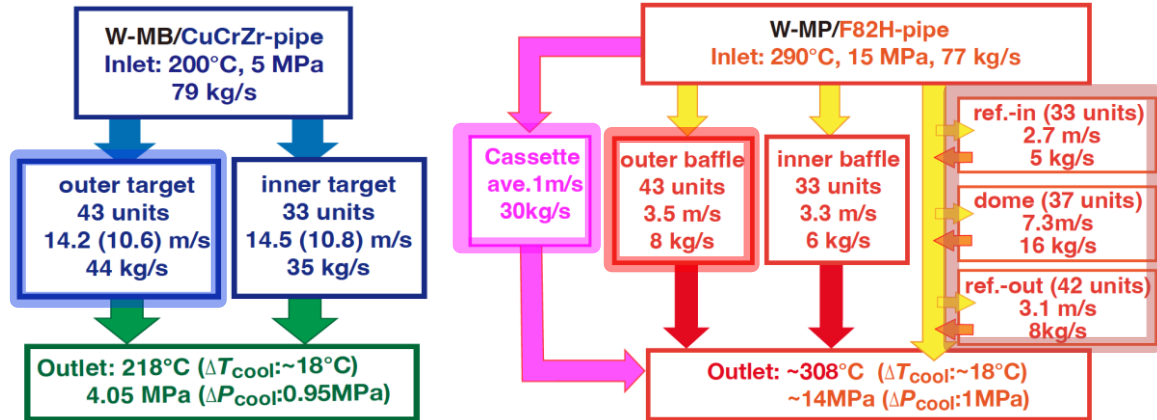 W-MB/CuCrZr-pipe
Inlet: 200°C, 5 MPa
79 kg/s
outer target
43 units
14.2 (10.6) m/s
44 kg/s
inner target
33 units
14.5 (10.8) m/s
35 kg/s
Outlet: 218°C (ΔTcool:~18°C)
4.05 MPa (ΔPcool:0.95MPa)
W-MP/F82H-pipe
Inlet: 290°C, 15 MPa, 77 kg/s
Cassette
ave.1m/s
30kg/s
outer baffle
43 units
3.5 m/s
8 kg/s
inner baffle
33 units
3.3 m/s
6 kg/s
ref.-in (33 units)
2.7 m/s
5 kg/s
dome (37 units)
7.3m/s
16 kg/s
ref.-out (42 units)
3.1 m/s
8kg/s
Outlet: ~308°C (ΔTcool:~18°C)
~14MPa (ΔPcool:1MPa)